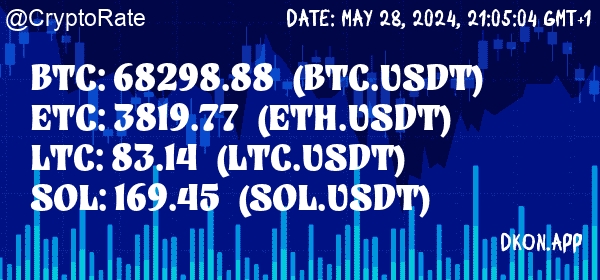 @CryptoRate
DATE: MAY 28, 2024, 21:05:04 GMT+1
BTC: 68298.88 (BTC.USDT)
ETC: 3819.77 (ETH.USDT)
LTC: 83.14 (LTC.USDT)
SOL: 169.45 (SOL.USDT)
DKON.APP